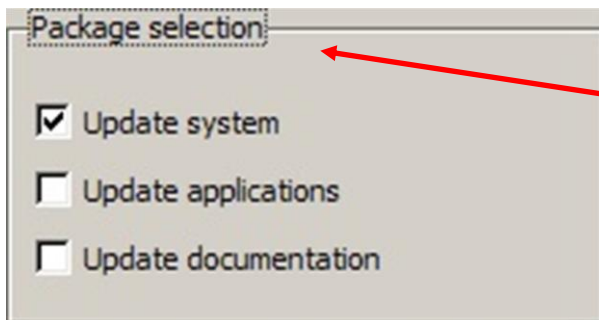 Package selection
Update system
Update applications
Update documentation